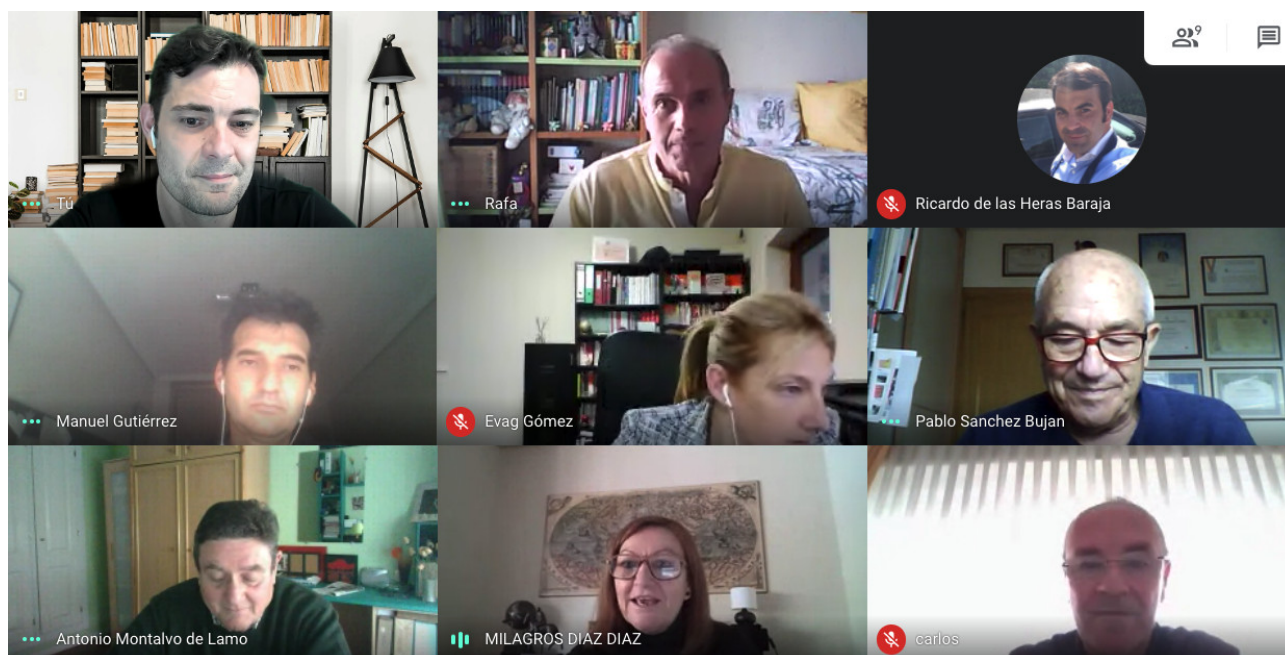 9
Tú
Rafa
Ricardo de las Heras Baraja
Manuel Gutiérrez
Evag Gómez
Pablo Sanchez Bujan
Antonio Montalvo de Lamo
MILAGROS DIAZ DIAZ
carlos